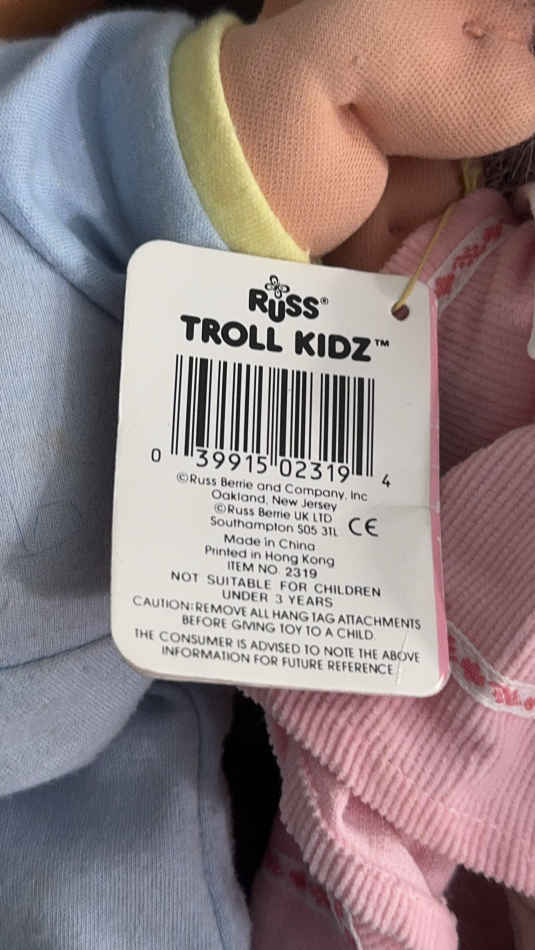 RUSS®
TROLL KIDZ™
0 39915 02319 4
©Russ Berrie and Company, Inc
Oakland, New Jersey
©Russ Berrie UK LTD
Southampton S05 3TL CE
Made in China
Printed in Hong Kong
ITEM NO. 2319
NOT SUITABLE FOR CHILDREN
UNDER 3 YEARS
CAUTION: REMOVE ALL HANG TAG ATTACHMENTS
BEFORE GIVING TOY TO A CHILD
THE CONSUMER IS ADVISED TO NOTE THE ABOVE
INFORMATION FOR FUTURE REFERENCE